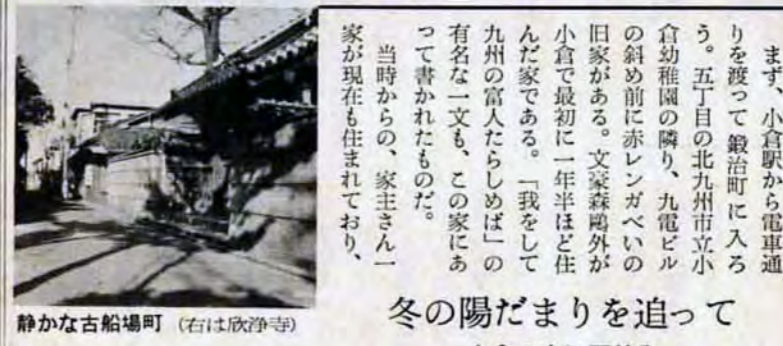 まず、小倉駅から電車通
りを渡って鍛治町に入ろ
う。五丁目の北九州市立小
倉幼稚園の隣り、九電ビル
の斜め前に赤レンガべいの
旧家がある。文豪森鷗外が
小倉で最初に一年半ほど住
んだ家である。「我をして
九州の富人たらしめば」の
有名な一文も、この家にあ
って書かれたものだ。
当時からの、家主さん一
家が現在も住まれており、
冬の陽だまりを追って
静かな古船場町（右は欣浄寺）